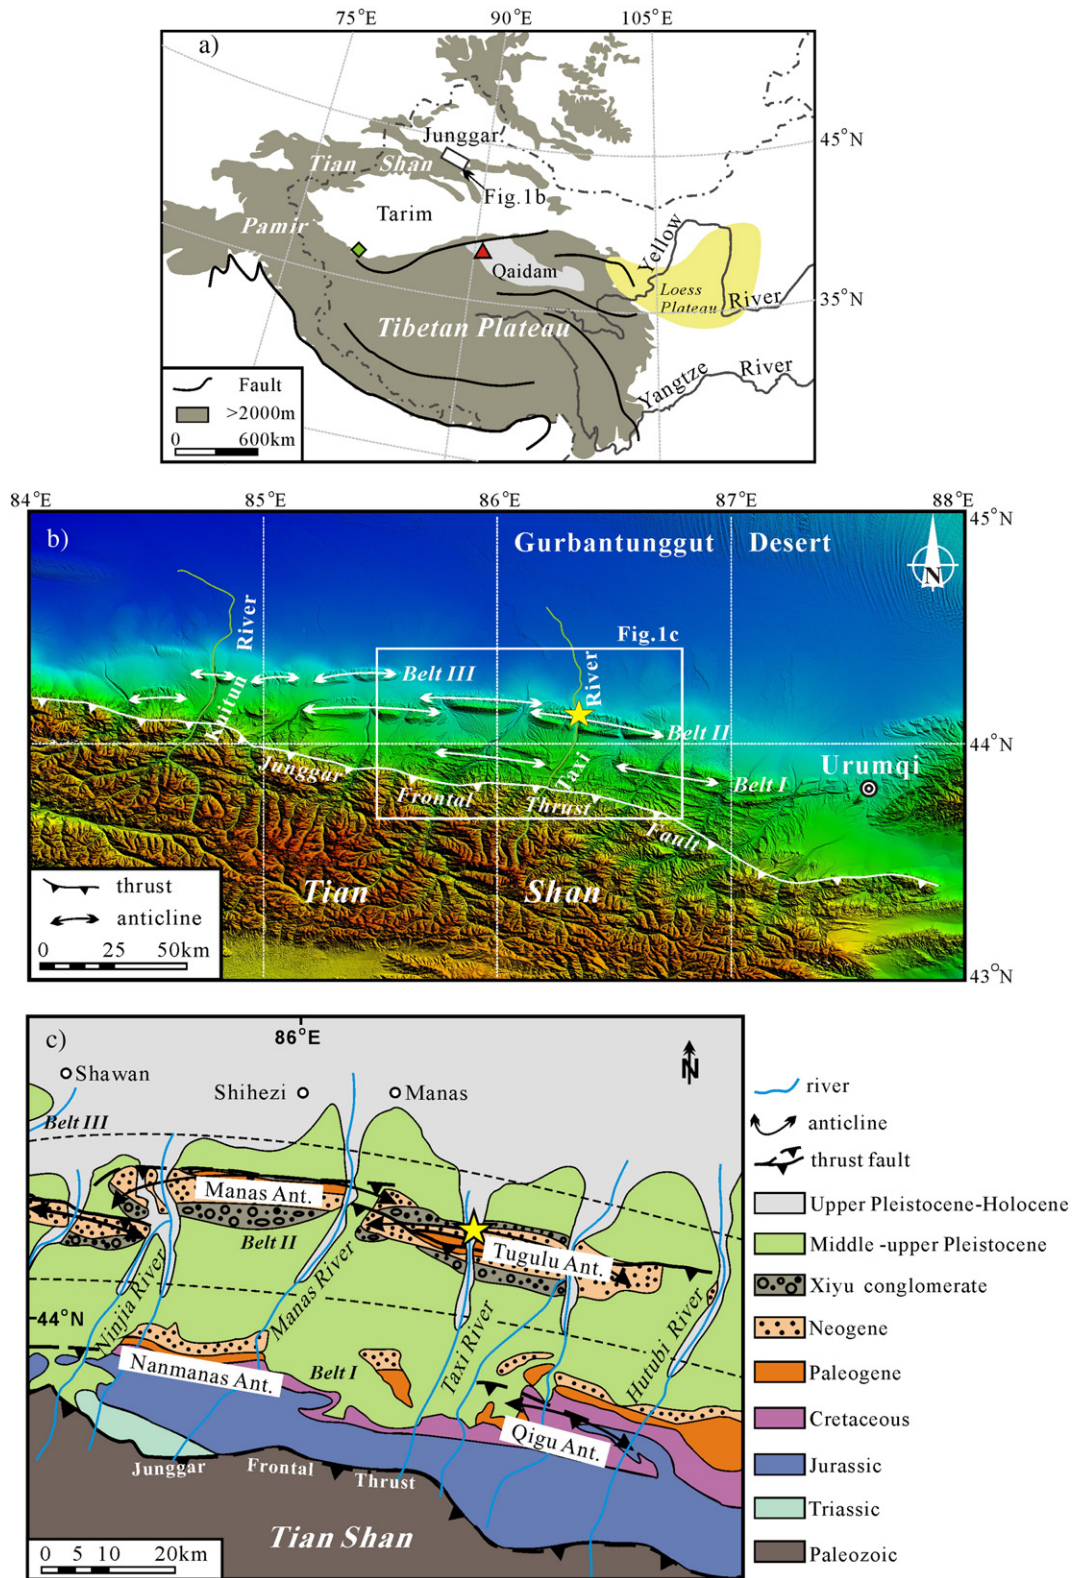 75°E 90°E 105°E
a)
45°N
Junggar
Tian Shan
Fig.1b
Tarim
Pamir
Yellow
Qaidam
Loess
Plateau
River
35°N
Tibetan Plateau
Yangtze River
Fault
>2000m
0 600km
84°E 85°E 86°E 87°E 88°E
45°N
b)
Gurbantunggut Desert
N
River
Fig.1c
Belt III
River
Kuitun
Belt II
44°N
Urumqi
Junggar
Taxi
Belt I
Frontal
Thrust
Fault
Tian Shan
thrust
anticline
0 25 50km
43°N
c)
86°E
N
Shawan
Shihezi
Manas
Belt III
Manas Ant.
Belt II
Tugulu Ant.
Ninjia River
Manas River
44°N
Taxi River
Hutubi River
Belt I
Nanmanas Ant.
Qigu Ant.
Junggar Frontal Thrust
Tian Shan
0 5 10 20km
river
anticline
thrust fault
Upper Pleistocene-Holocene
Middle-upper Pleistocene
Xiyu conglomerate
Neogene
Paleogene
Cretaceous
Jurassic
Triassic
Paleozoic